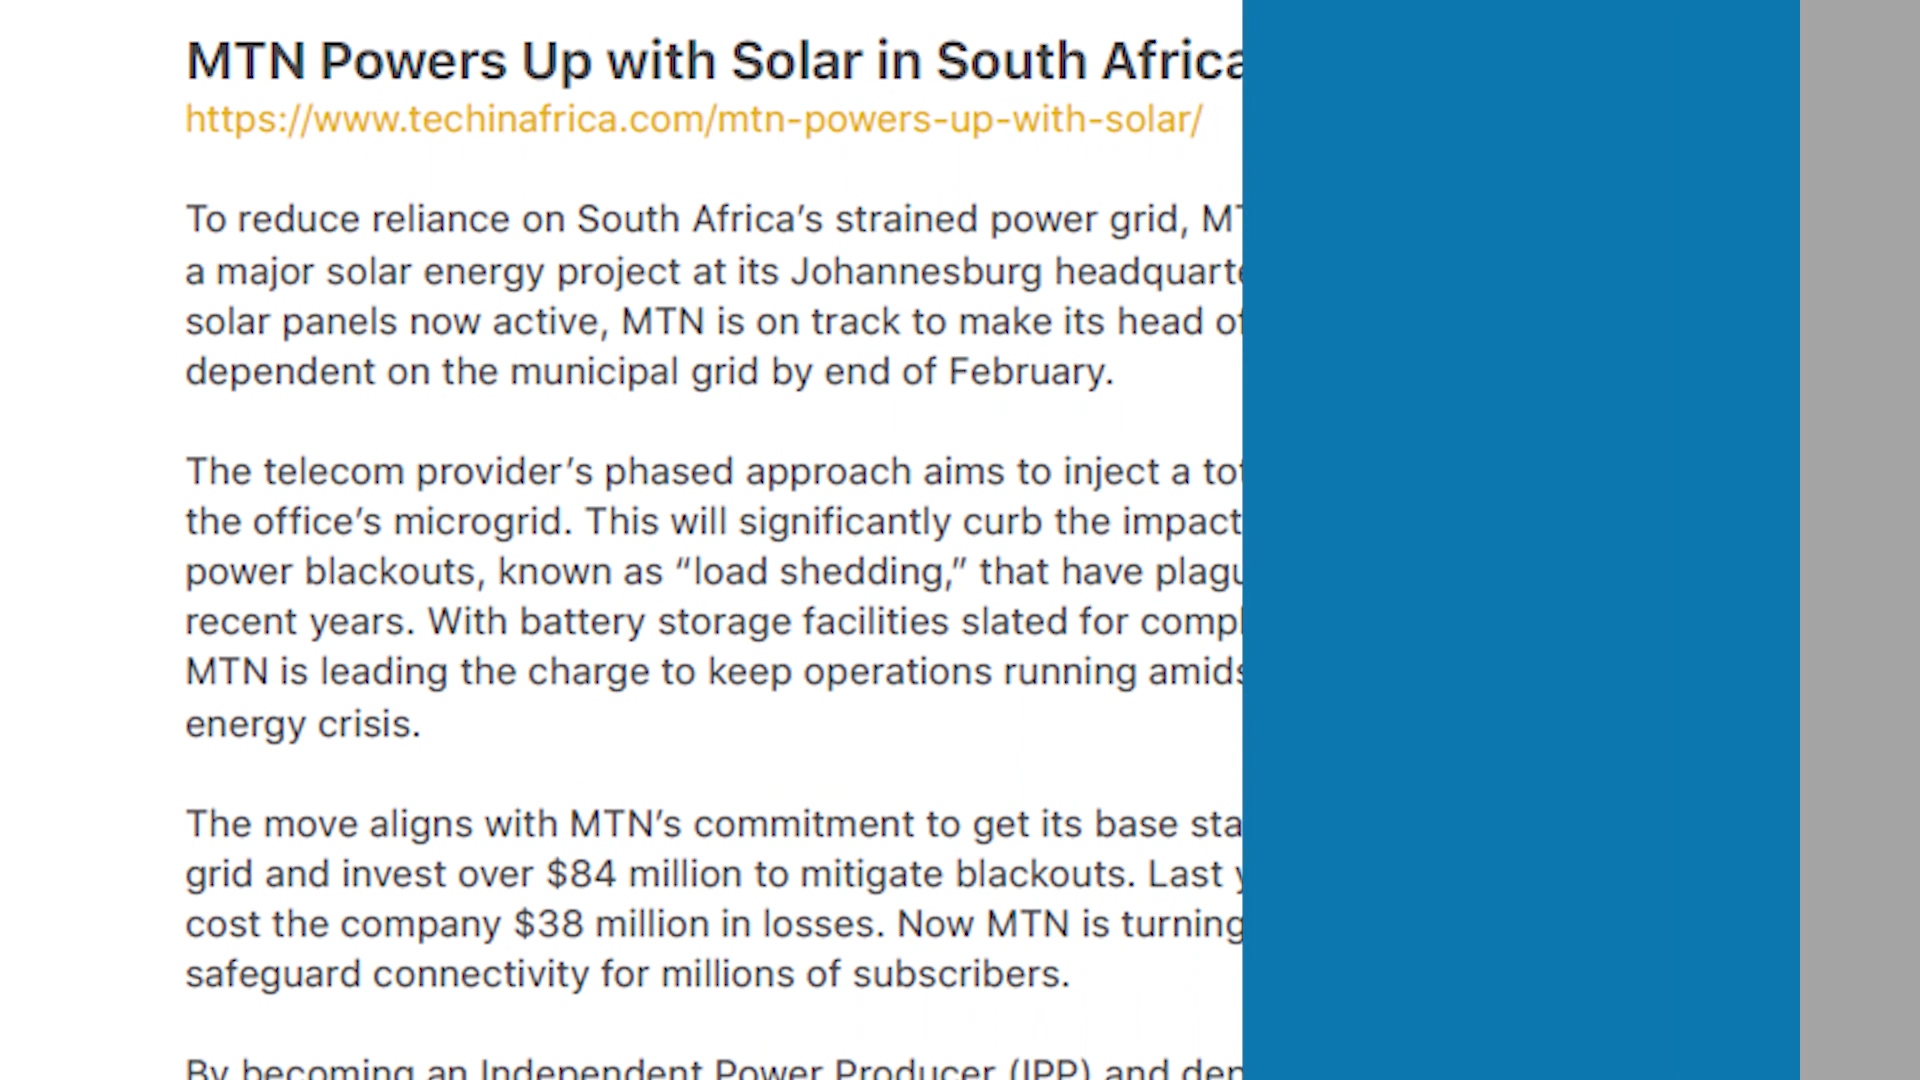 MTN Powers Up with Solar in South Africa
https://www.techinafrica.com/mtn-powers-up-with-solar/
To reduce reliance on South Africa’s strained power grid,
a major solar energy project at its Johannesburg
solar panels now active, MTN is on track to make its head
dependent on the municipal grid by end of February.
The telecom provider’s phased approach aims to inject a
the office’s microgrid. This will significantly curb the impact
power blackouts, known as “load shedding,” that have
recent years. With battery storage facilities slated for
MTN is leading the charge to keep operations running
energy crisis.
The move aligns with MTN’s commitment to get its base
grid and invest over $84 million to mitigate blackouts. Last
cost the company $38 million in losses. Now MTN is turning
safeguard connectivity for millions of subscribers.
By becoming an Independent Power Producer (IPP) and